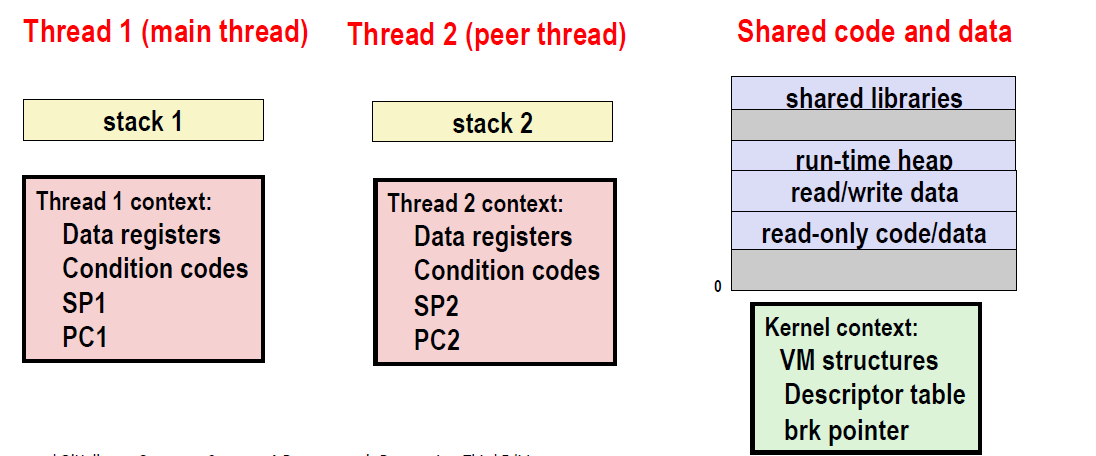 Thread 1 (main thread)
Thread 2 (peer thread)
Shared code and data
stack 1
Thread 1 context:
Data registers
Condition codes
SP1
PC1
stack 2
Thread 2 context:
Data registers
Condition codes
SP2
PC2
shared libraries
run-time heap
read/write data
read-only code/data
0
Kernel context:
VM structures
Descriptor table
brk pointer